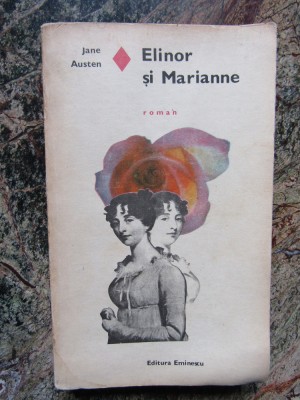 Jane
Austen
Elinor
și Marianne
roman
Editura Eminescu